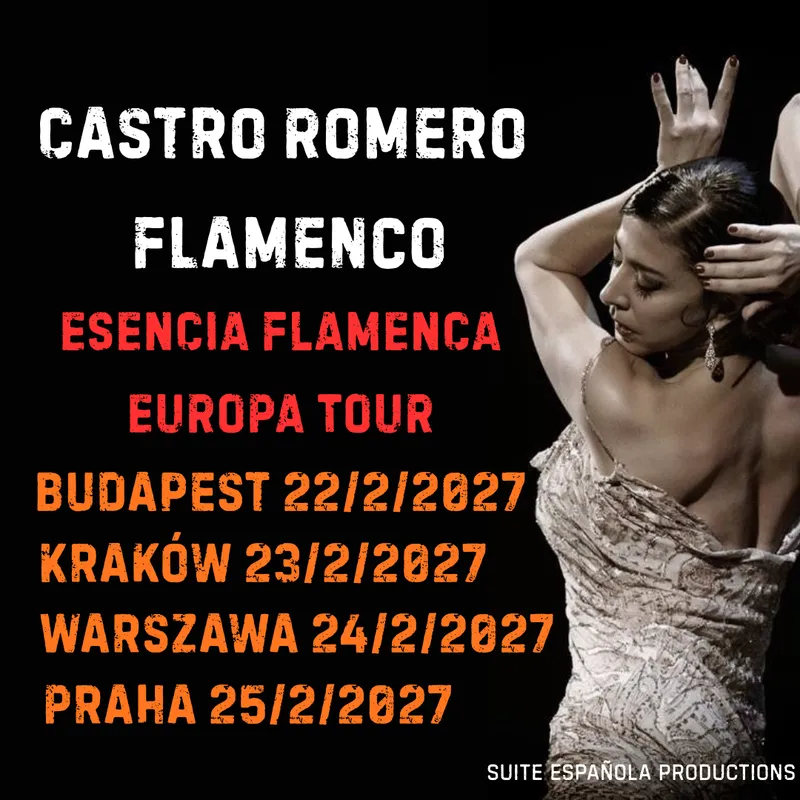 CASTRO ROMERO
FLAMENCO
ESENCIA FLAMENCA
EUROPA TOUR
BUDAPEST 22/2/2027
KRAKÓW 23/2/2027
WARSZAWA 24/2/2027
PRAHA 25/2/2027
SUITE ESPAÑOLA PRODUCTIONS